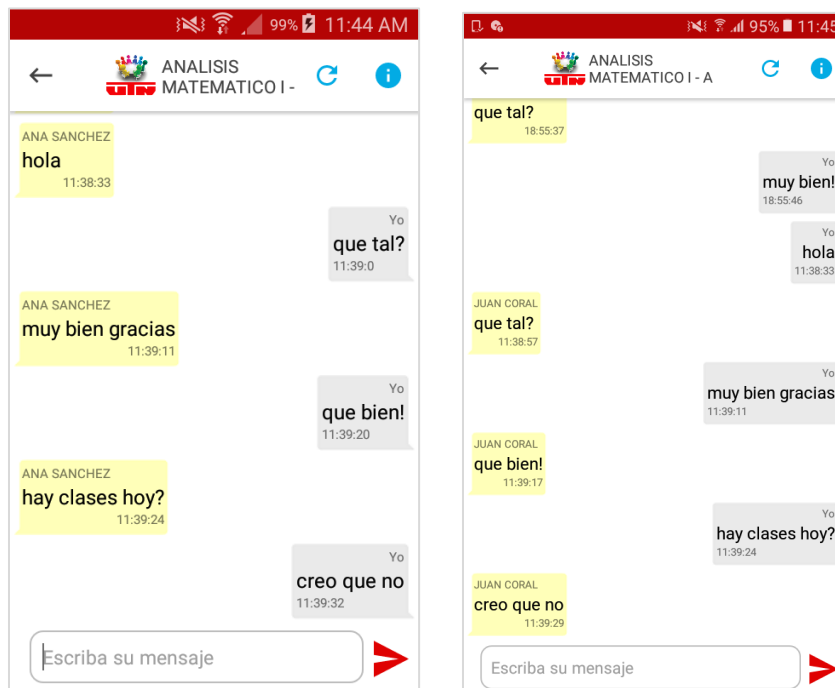 99% 11:44 AM
ANALISIS
MATEMATICO I -
ANA SANCHEZ
hola
11:38:33
Yo
que tal?
11:39:0
ANA SANCHEZ
muy bien gracias
11:39:11
Yo
que bien!
11:39:20
ANA SANCHEZ
hay clases hoy?
11:39:24
Yo
creo que no
11:39:32
Escriba su mensaje
95% 11:45
ANALISIS
MATEMATICO I - A
que tal?
18:55:37
Yo
muy bien!
18:55:46
Yo
hola
11:38:33
JUAN CORAL
que tal?
11:38:57
Yo
muy bien gracias
11:39:11
JUAN CORAL
que bien!
11:39:17
Yo
hay clases hoy?
11:39:24
JUAN CORAL
creo que no
11:39:29
Escriba su mensaje